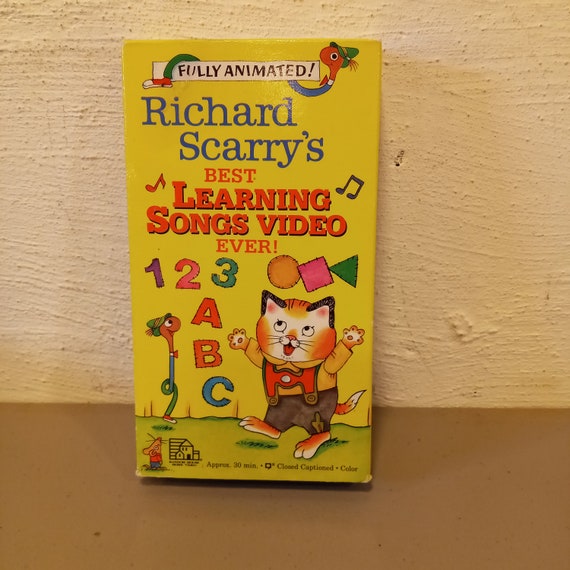 FULLY ANIMATED!
Richard
Scarry's
BEST
LEARNING
SONGS VIDEO
EVER!
1 2 3
A
B
C
Approx. 30 min. • Closed Captioned • Color